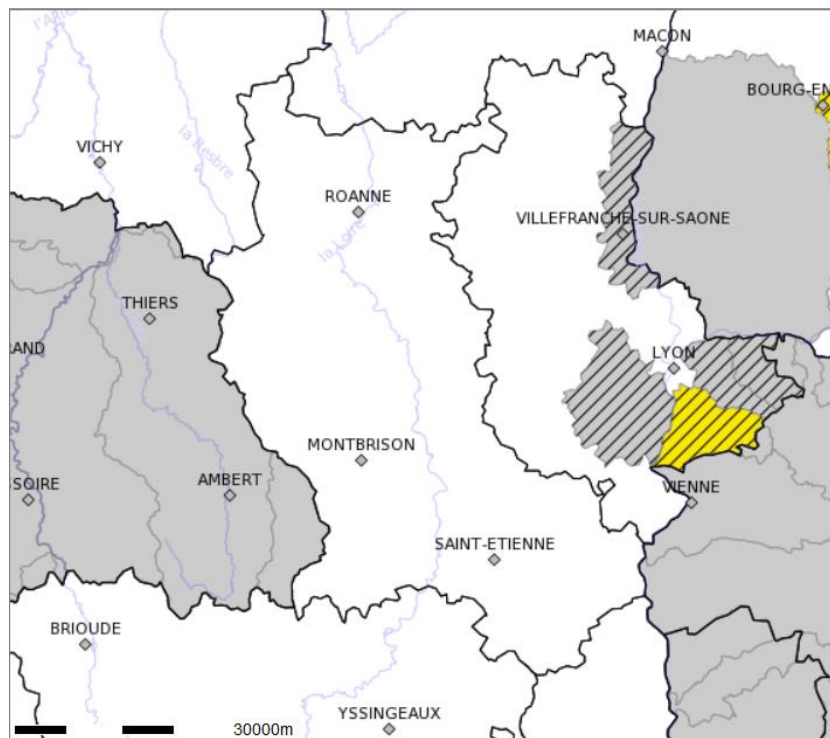 MACON
BOURG-EN
VICHY
la Besbre
ROANNE
VILLEFRANCHE-SUR-SAONE
la Loire
THIERS
RAND
LYON
MONTBRISON
SSOIRE
AMBERT
VIENNE
SAINT-ETIENNE
BRIOUDE
YSSINGEAUX
30000m